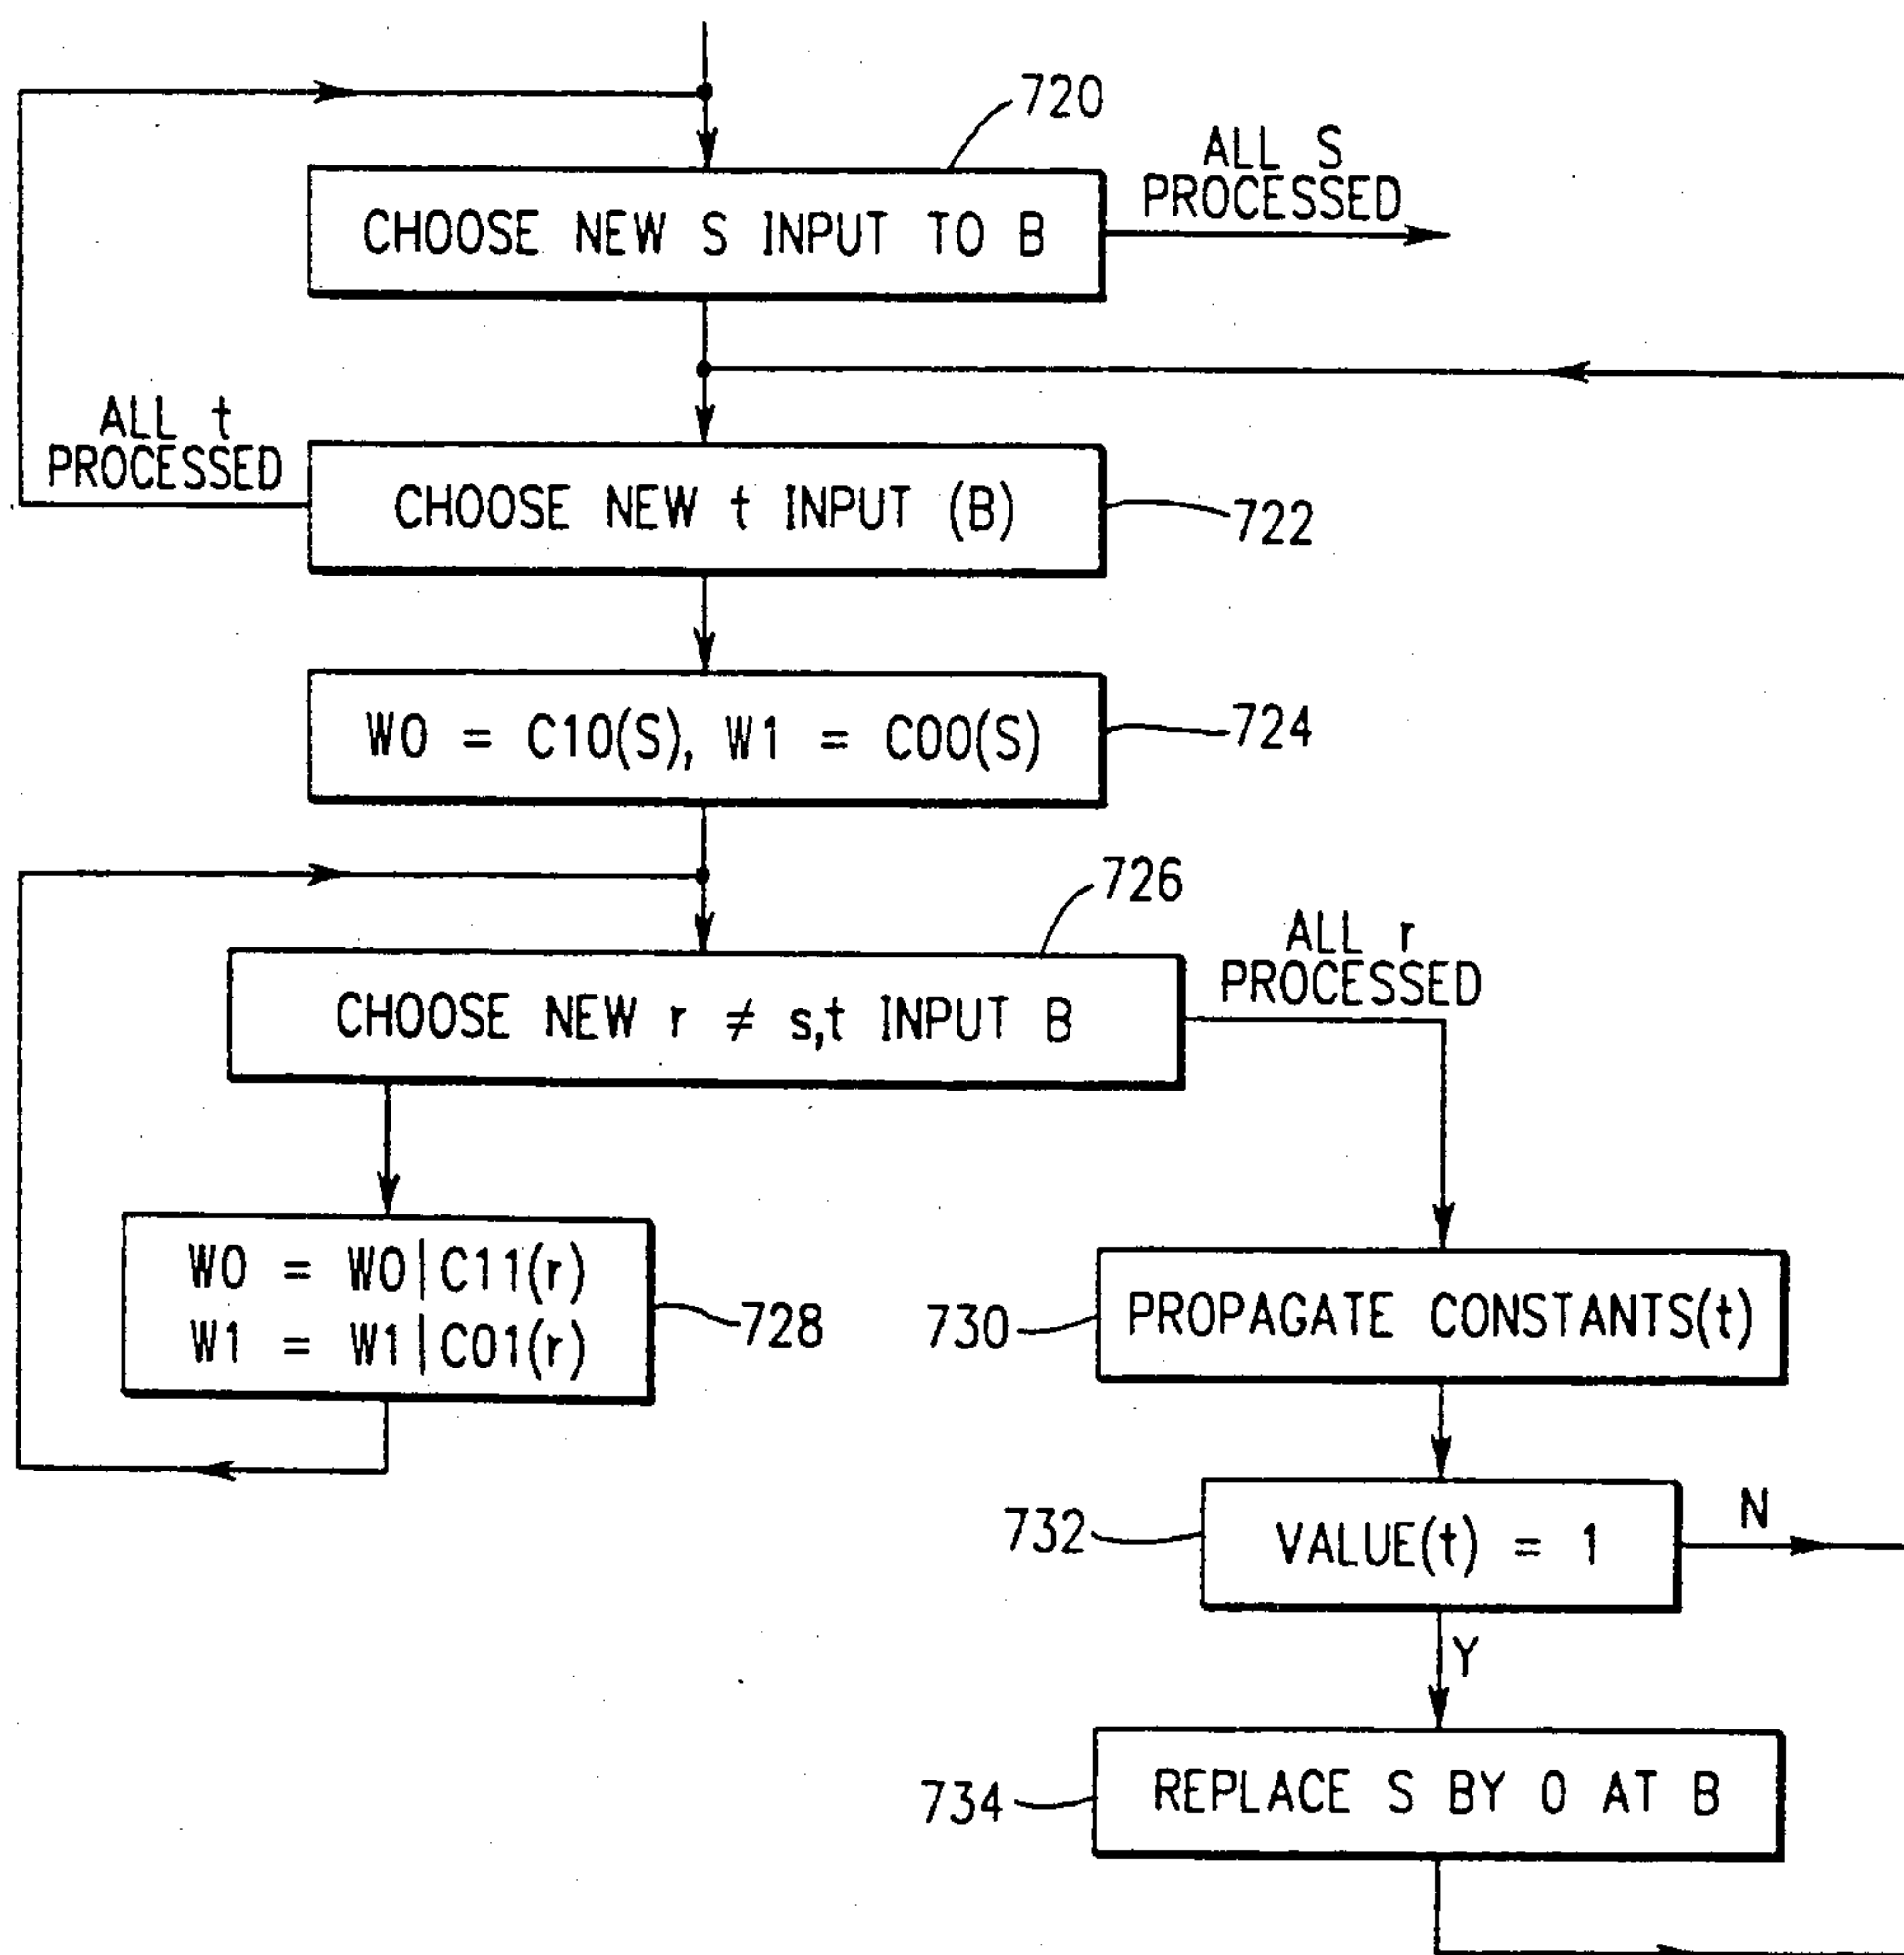 720
ALL S
PROCESSED
CHOOSE NEW S INPUT TO B
ALL t
PROCESSED
CHOOSE NEW t INPUT (B)
722
W0 = C10(S), W1 = C00(S)
724
726
ALL r
PROCESSED
CHOOSE NEW r ≠ s,t INPUT B
W0 = W0|C11(r)
W1 = W1|C01(r)
728
730
PROPAGATE CONSTANTS(t)
732
VALUE(t) = 1
N
Y
734
REPLACE S BY 0 AT B